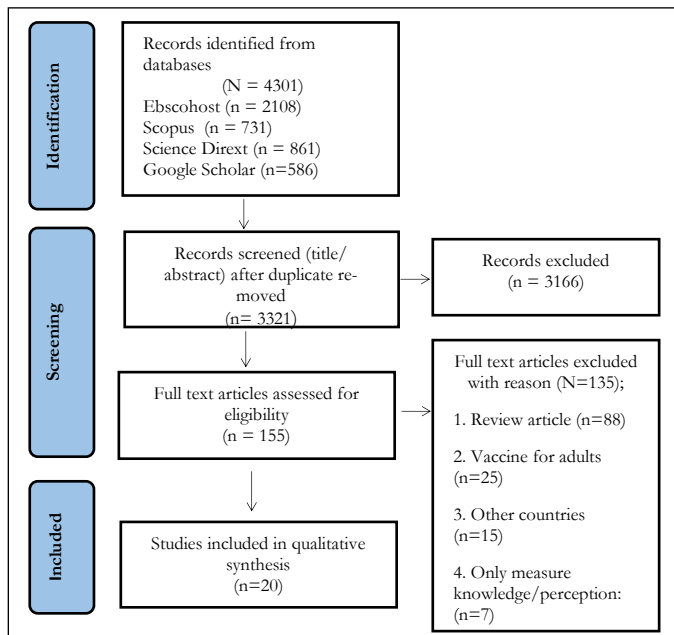 Identification
Records identified from
databases
(N = 4301)
Ebscohost (n = 2108)
Scopus (n = 731)
Science Dirext (n = 861)
Google Scholar (n=586)
Screening
Records screened (title/
abstract) after duplicate re-
moved
(n= 3321)
Records excluded
(n = 3166)
Full text articles assessed for
eligibility
(n = 155)
Full text articles excluded
with reason (N=135);
1. Review article (n=88)
2. Vaccine for adults
(n=25)
3. Other countries
(n=15)
4. Only measure
knowledge/perception:
(n=7)
Included
Studies included in qualitative
synthesis
(n=20)